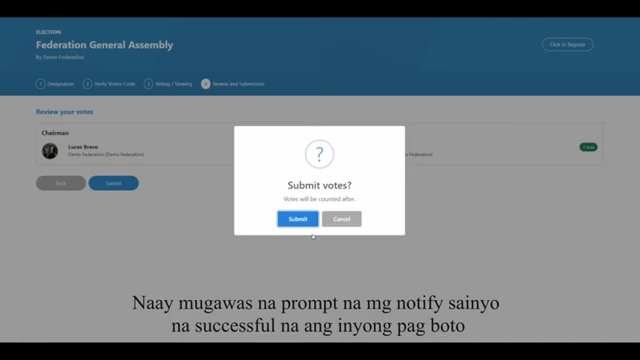 ELECTION
Federation General Assembly
By Demo Federation
Click to Register
1 Designation
2 Verify Voters Code
3 Voting / Viewing
4 Review and Submission
Review your votes
Chairman
Lucas Bravo
Demo Federation (Demo Federation)
Federation)
Back
Submit
?
Submit votes?
Votes will be counted after.
Submit
Cancel
Naay mugawas na prompt na mg notify sainyo
na successful na ang inyong pag boto